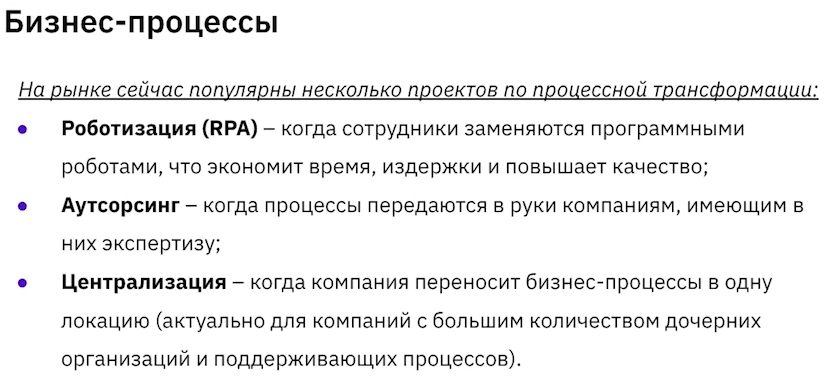 Бизнес-процессы
На рынке сейчас популярны несколько проектов по процессной трансформации:
• Роботизация (RPA) – когда сотрудники заменяются программными
роботами, что экономит время, издержки и повышает качество;
• Аутсорсинг – когда процессы передаются в руки компаниям, имеющим в
них экспертизу;
• Централизация – когда компания переносит бизнес-процессы в одну
локацию (актуально для компаний с большим количеством дочерних
организаций и поддерживающих процессов).